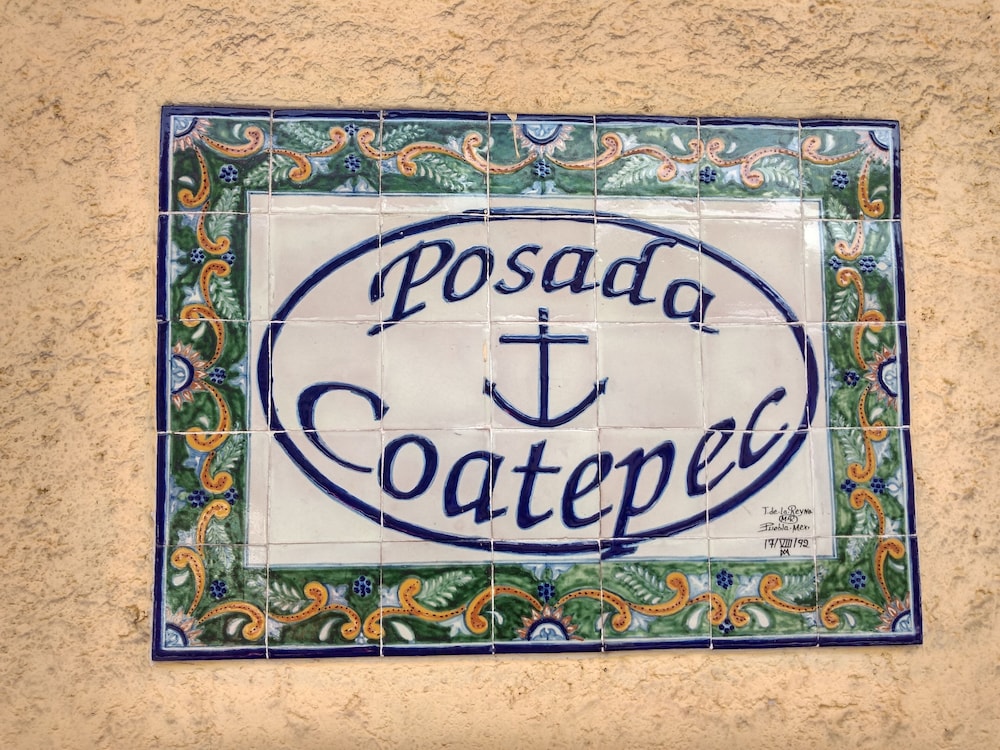 Posada
Coatepec
T. de la Reyna
Puebla. Mex.
17/VIII/92